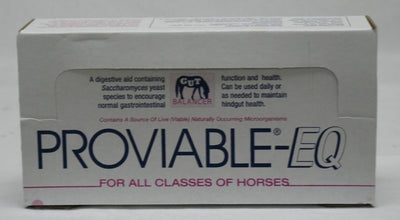 A digestive aid containing
Saccharomyces yeast
species to encourage
normal gastrointestinal
GUT
BALANCER
function and health.
Can be used daily or
as needed to maintain
hindgut health.
Contains A Source Of Live (Viable) Naturally Occurring Microorganisms
PROVIABLE®-EQ
FOR ALL CLASSES OF HORSES